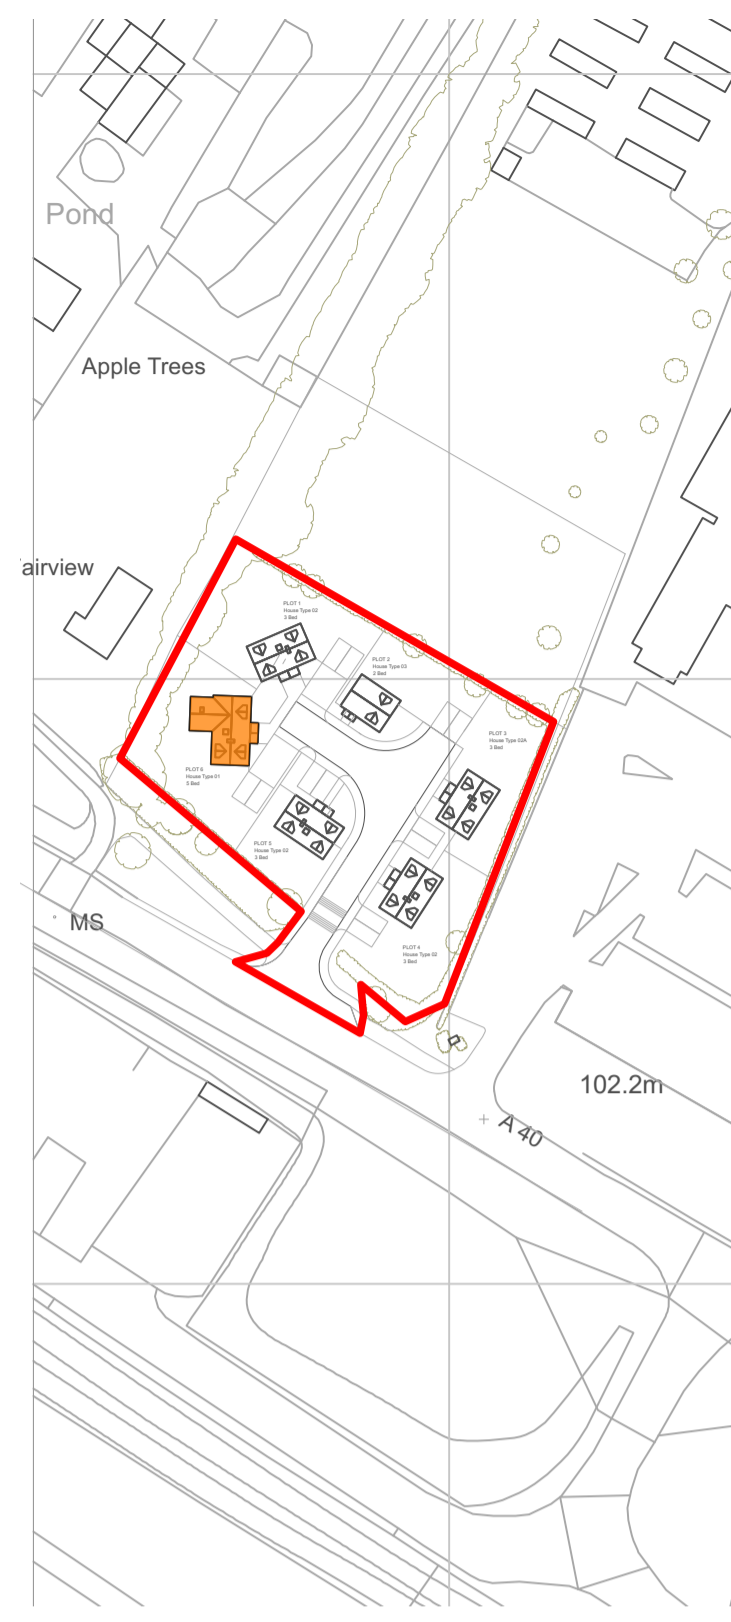 Pond
Apple Trees
airview
PLOT 1
House Type 02
3 Bed
PLOT 2
House Type 03
2 Bed
PLOT 3
House Type 02A
3 Bed
PLOT 6
House Type 01
3 Bed
PLOT 5
House Type 02
3 Bed
MS
PLOT 4
House Type 02
3 Bed
102.2m
A 40